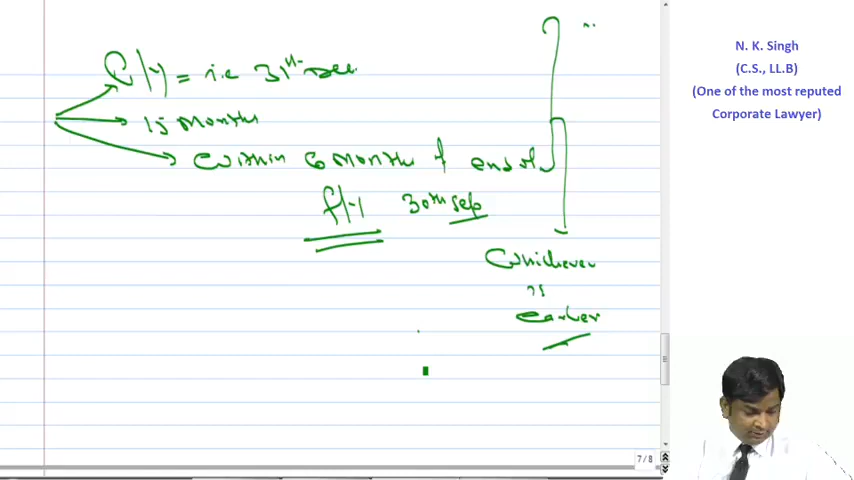 N. K. Singh
(C.S., LL.B)
(One of the most reputed
Corporate Lawyer)
= i.e 31st Dec
15 Months
Within 6 Months of end of
f/Y 30th Sep
Whichever
is
earlier
7 / 8